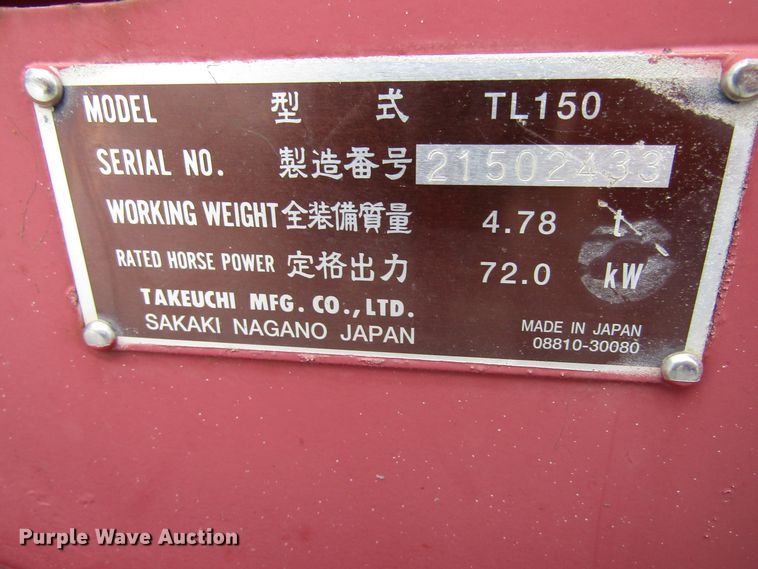 MODEL 型式 TL150
SERIAL NO. 製造番号 21502433
WORKING WEIGHT 全装備質量 4.78 t
RATED HORSE POWER 定格出力 72.0 kW
TAKEUCHI MFG. CO., LTD.
SAKAKI NAGANO JAPAN
MADE IN JAPAN
08810-30080
Purple Wave Auction